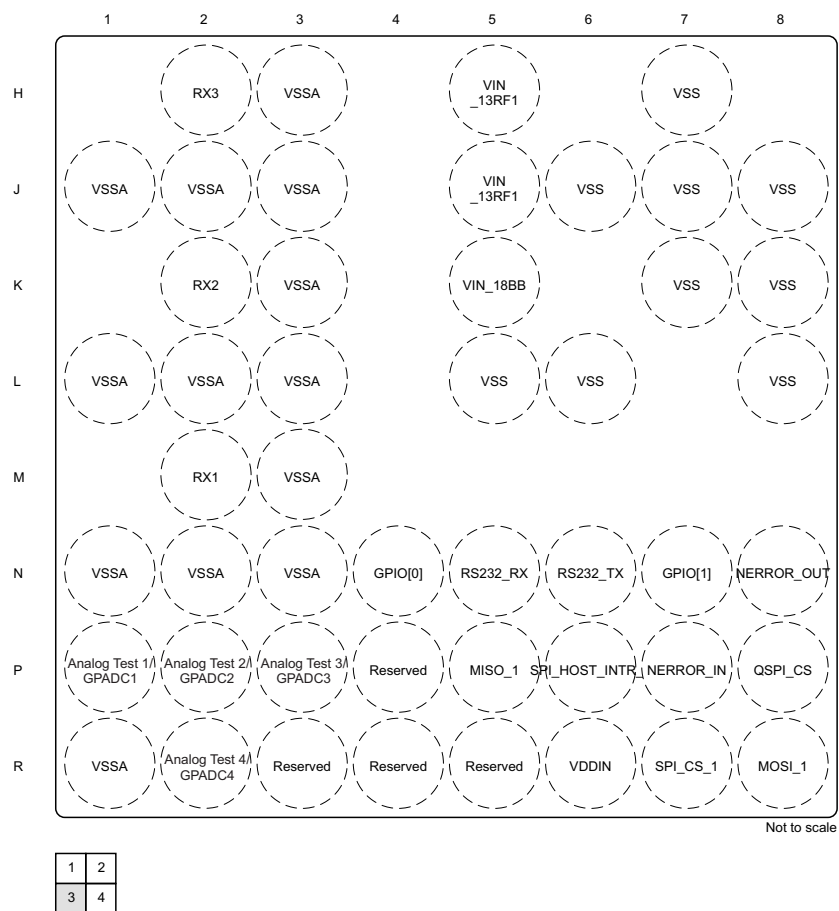 1 2 3 4 5 6 7 8
H RX3 VSSA VIN _13RF1 VSS
J VSSA VSSA VSSA VIN _13RF1 VSS VSS VSS
K RX2 VSSA VIN_18BB VSS VSS
L VSSA VSSA VSSA VSS VSS VSS
M RX1 VSSA
N VSSA VSSA VSSA GPIO[0] RS232_RX RS232_TX GPIO[1] NERROR_OUT
P Analog Test 1/ GPADC1 Analog Test 2/ GPADC2 Analog Test 3/ GPADC3 Reserved MISO_1 SPI_HOST_INTR_ NERROR_IN QSPI_CS
R VSSA Analog Test 4/ GPADC4 Reserved Reserved Reserved VDDIN SPI_CS_1 MOSI_1
Not to scale
1 2
3 4